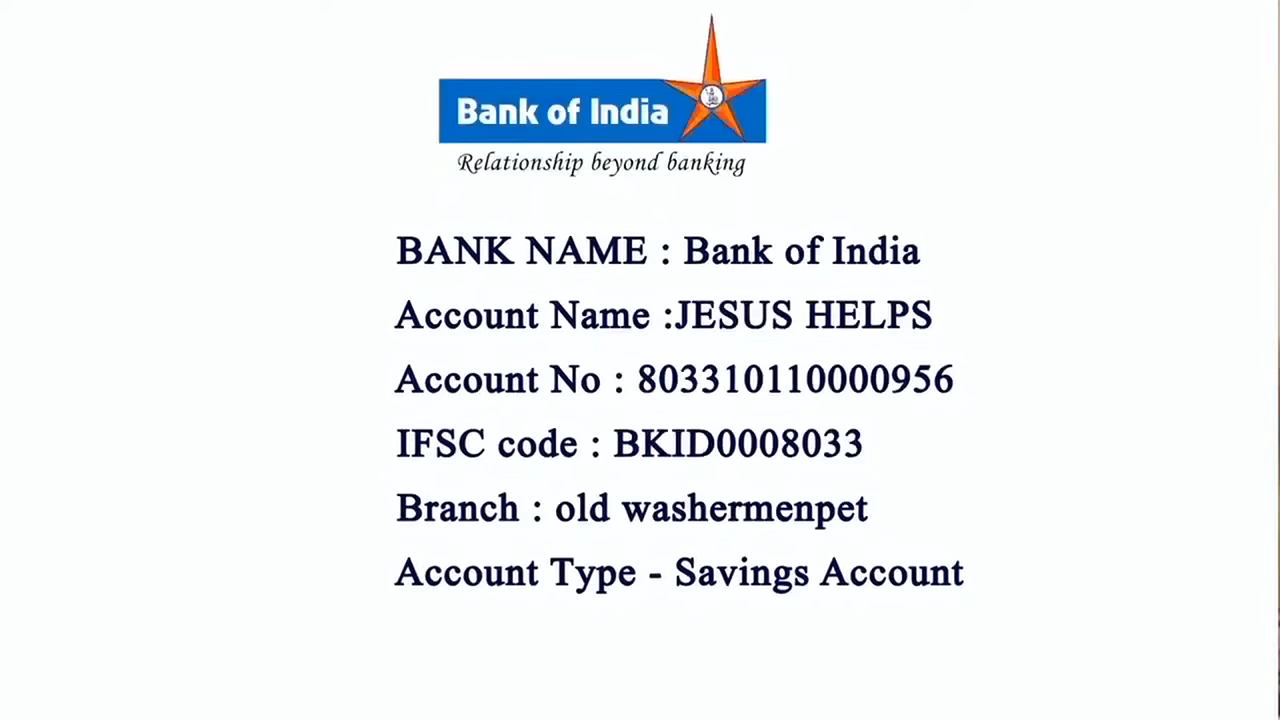 Bank of India
Relationship beyond banking
BANK NAME : Bank of India
Account Name :JESUS HELPS
Account No : 803310110000956
IFSC code : BKID0008033
Branch : old washermenpet
Account Type - Savings Account